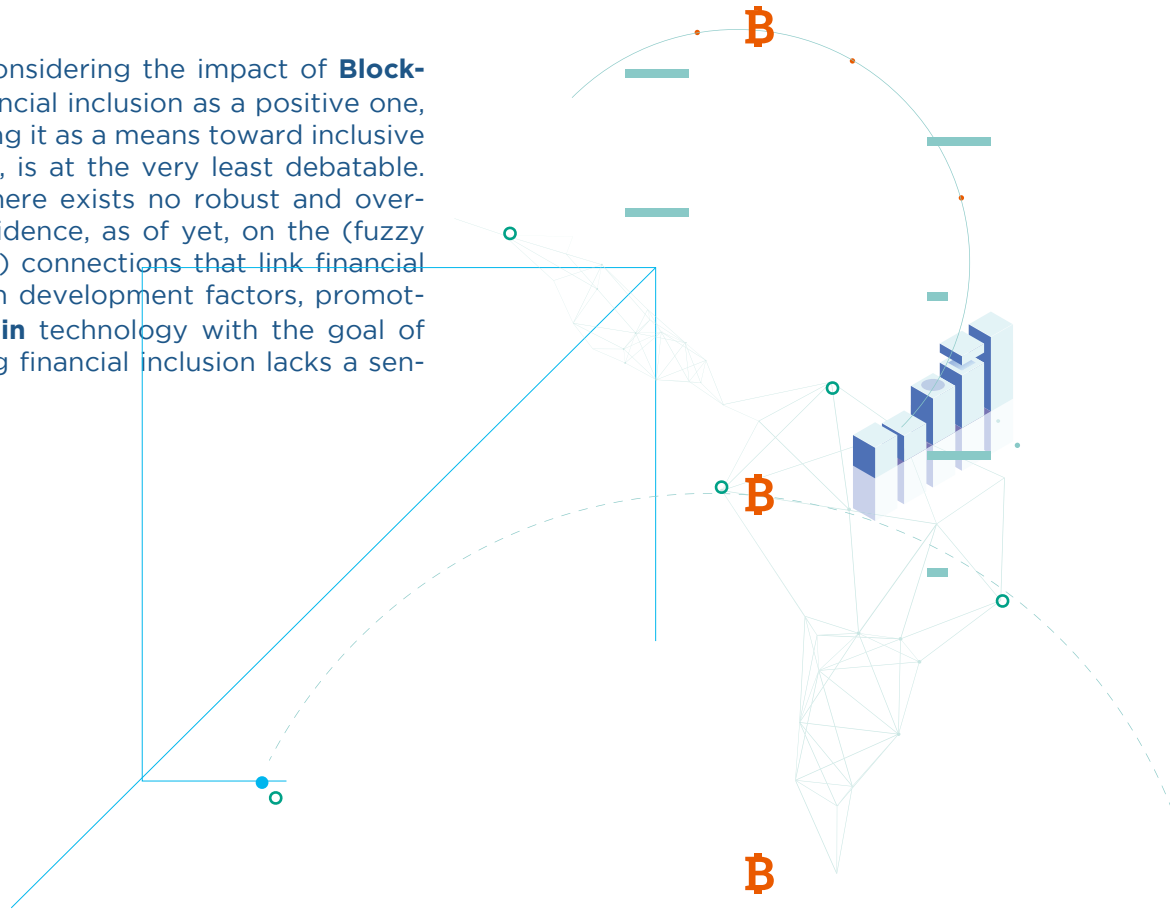 onsidering the impact of Block-
ncial inclusion as a positive one,
ng it as a means toward inclusive
, is at the very least debatable.
here exists no robust and over-
idence, as of yet, on the (fuzzy
) connections that link financial
n development factors, promot-
in technology with the goal of
g financial inclusion lacks a sen-